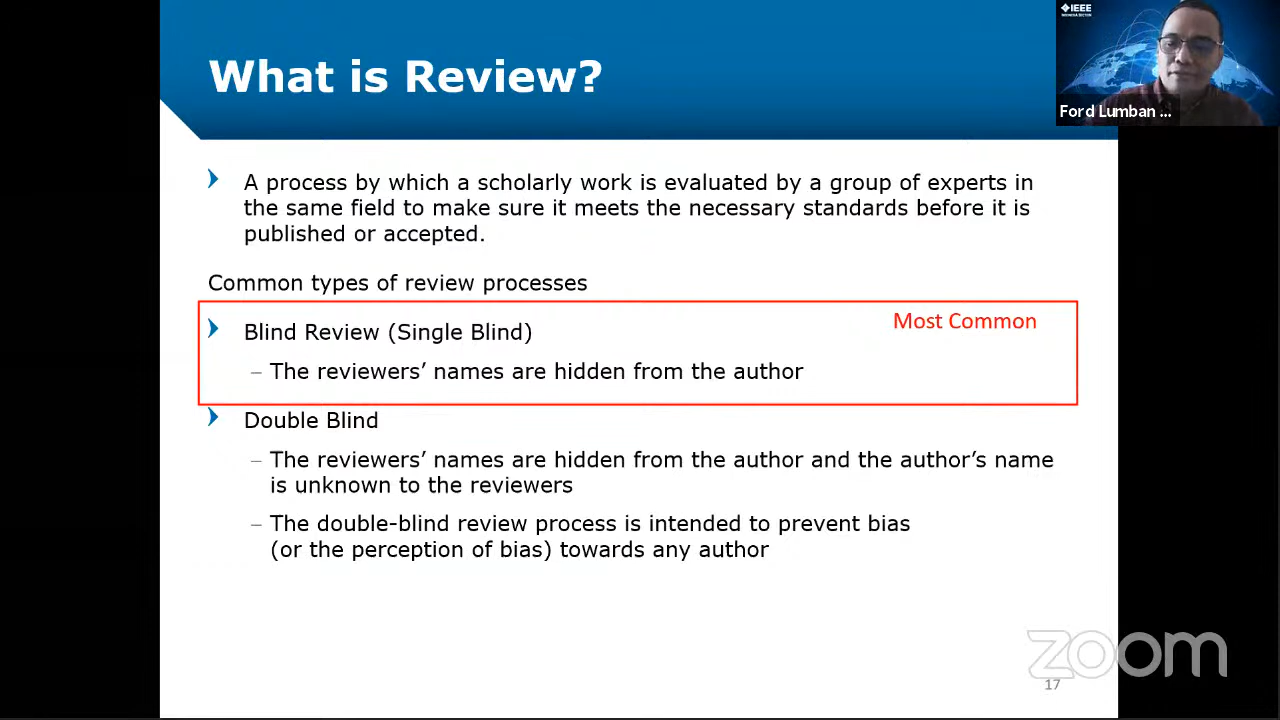 What is Review?
IEEE
INDONESIA SECTION
Ford Lumban ...
A process by which a scholarly work is evaluated by a group of experts in
the same field to make sure it meets the necessary standards before it is
published or accepted.
Common types of review processes
Most Common
Blind Review (Single Blind)
– The reviewers’ names are hidden from the author
Double Blind
– The reviewers’ names are hidden from the author and the author’s name
is unknown to the reviewers
– The double-blind review process is intended to prevent bias
(or the perception of bias) towards any author
zoom
17